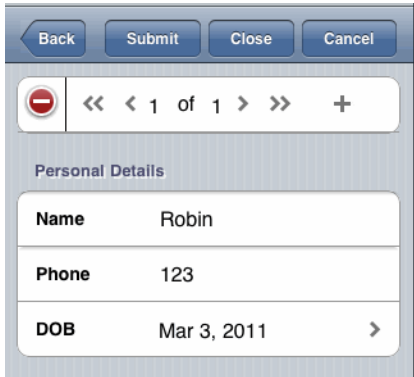 Back Submit Close Cancel
<< < 1 of 1 > >> +
Personal Details
Name Robin
Phone 123
DOB Mar 3, 2011 >